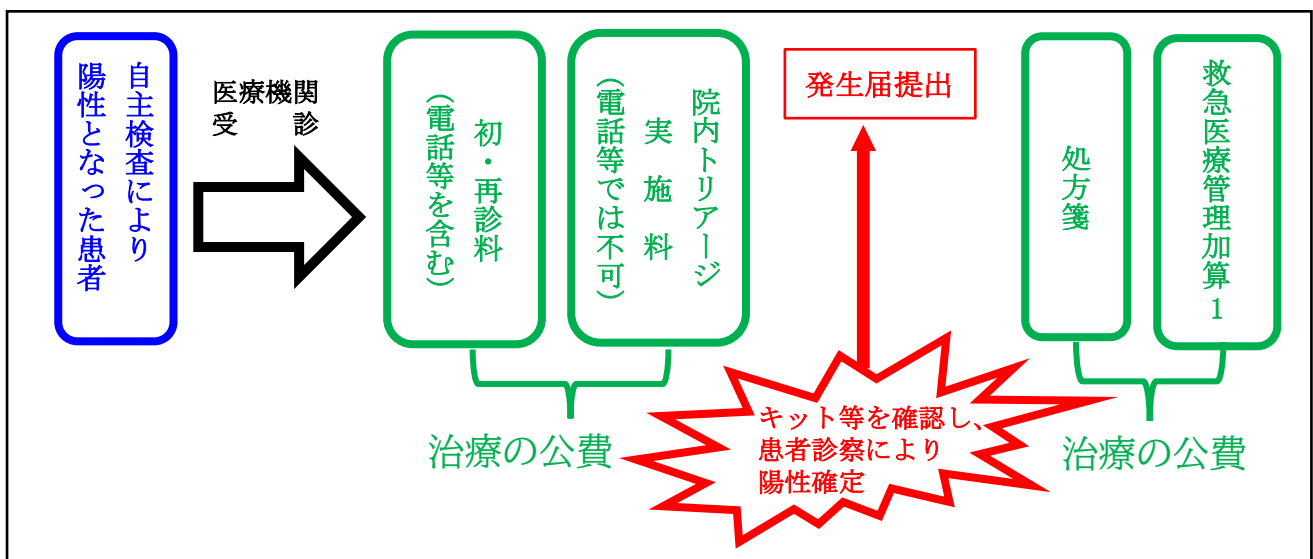 自主検査により
陽性となった患者
医療機関
受　　診
初・再診料
(電話等を含む)
院内トリアージ
実　施　料
(電話等では不可)
治療の公費
発生届提出
キット等を確認し、
患者診察により
陽性確定
処方箋
救急医療管理加算１
治療の公費